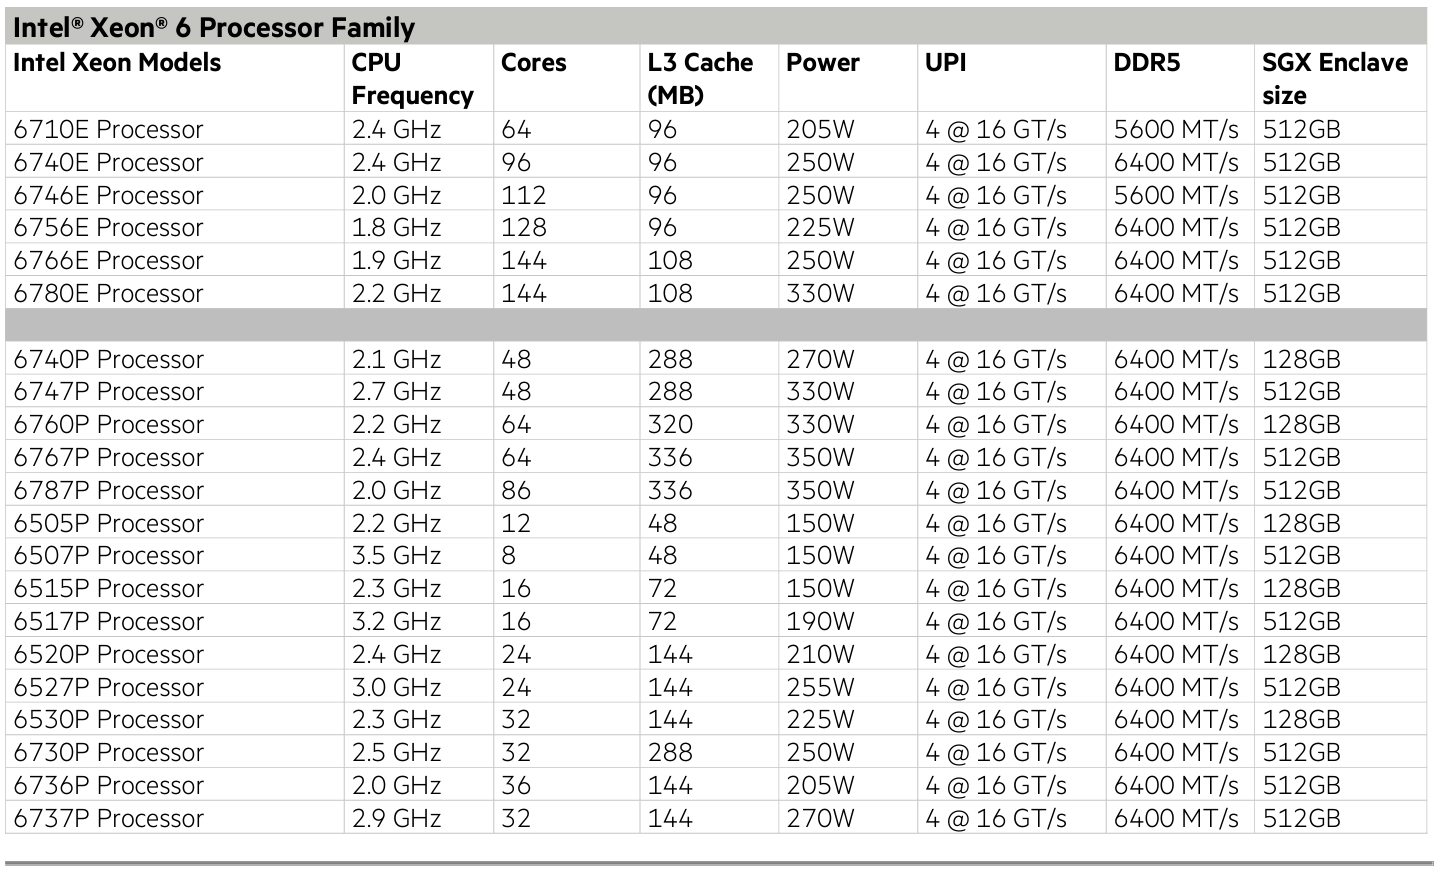 Intel® Xeon® 6 Processor Family
Intel Xeon Models CPU Frequency Cores L3 Cache (MB) Power UPI DDR5 SGX Enclave size
6710E Processor 2.4 GHz 64 96 205W 4 @ 16 GT/s 5600 MT/s 512GB
6740E Processor 2.4 GHz 96 96 250W 4 @ 16 GT/s 6400 MT/s 512GB
6746E Processor 2.0 GHz 112 96 250W 4 @ 16 GT/s 5600 MT/s 512GB
6756E Processor 1.8 GHz 128 96 225W 4 @ 16 GT/s 6400 MT/s 512GB
6766E Processor 1.9 GHz 144 108 250W 4 @ 16 GT/s 6400 MT/s 512GB
6780E Processor 2.2 GHz 144 108 330W 4 @ 16 GT/s 6400 MT/s 512GB
6740P Processor 2.1 GHz 48 288 270W 4 @ 16 GT/s 6400 MT/s 128GB
6747P Processor 2.7 GHz 48 288 330W 4 @ 16 GT/s 6400 MT/s 512GB
6760P Processor 2.2 GHz 64 320 330W 4 @ 16 GT/s 6400 MT/s 128GB
6767P Processor 2.4 GHz 64 336 350W 4 @ 16 GT/s 6400 MT/s 512GB
6787P Processor 2.0 GHz 86 336 350W 4 @ 16 GT/s 6400 MT/s 512GB
6505P Processor 2.2 GHz 12 48 150W 4 @ 16 GT/s 6400 MT/s 128GB
6507P Processor 3.5 GHz 8 48 150W 4 @ 16 GT/s 6400 MT/s 512GB
6515P Processor 2.3 GHz 16 72 150W 4 @ 16 GT/s 6400 MT/s 128GB
6517P Processor 3.2 GHz 16 72 190W 4 @ 16 GT/s 6400 MT/s 512GB
6520P Processor 2.4 GHz 24 144 210W 4 @ 16 GT/s 6400 MT/s 128GB
6527P Processor 3.0 GHz 24 144 255W 4 @ 16 GT/s 6400 MT/s 512GB
6530P Processor 2.3 GHz 32 144 225W 4 @ 16 GT/s 6400 MT/s 128GB
6730P Processor 2.5 GHz 32 288 250W 4 @ 16 GT/s 6400 MT/s 512GB
6736P Processor 2.0 GHz 36 144 205W 4 @ 16 GT/s 6400 MT/s 512GB
6737P Processor 2.9 GHz 32 144 270W 4 @ 16 GT/s 6400 MT/s 512GB